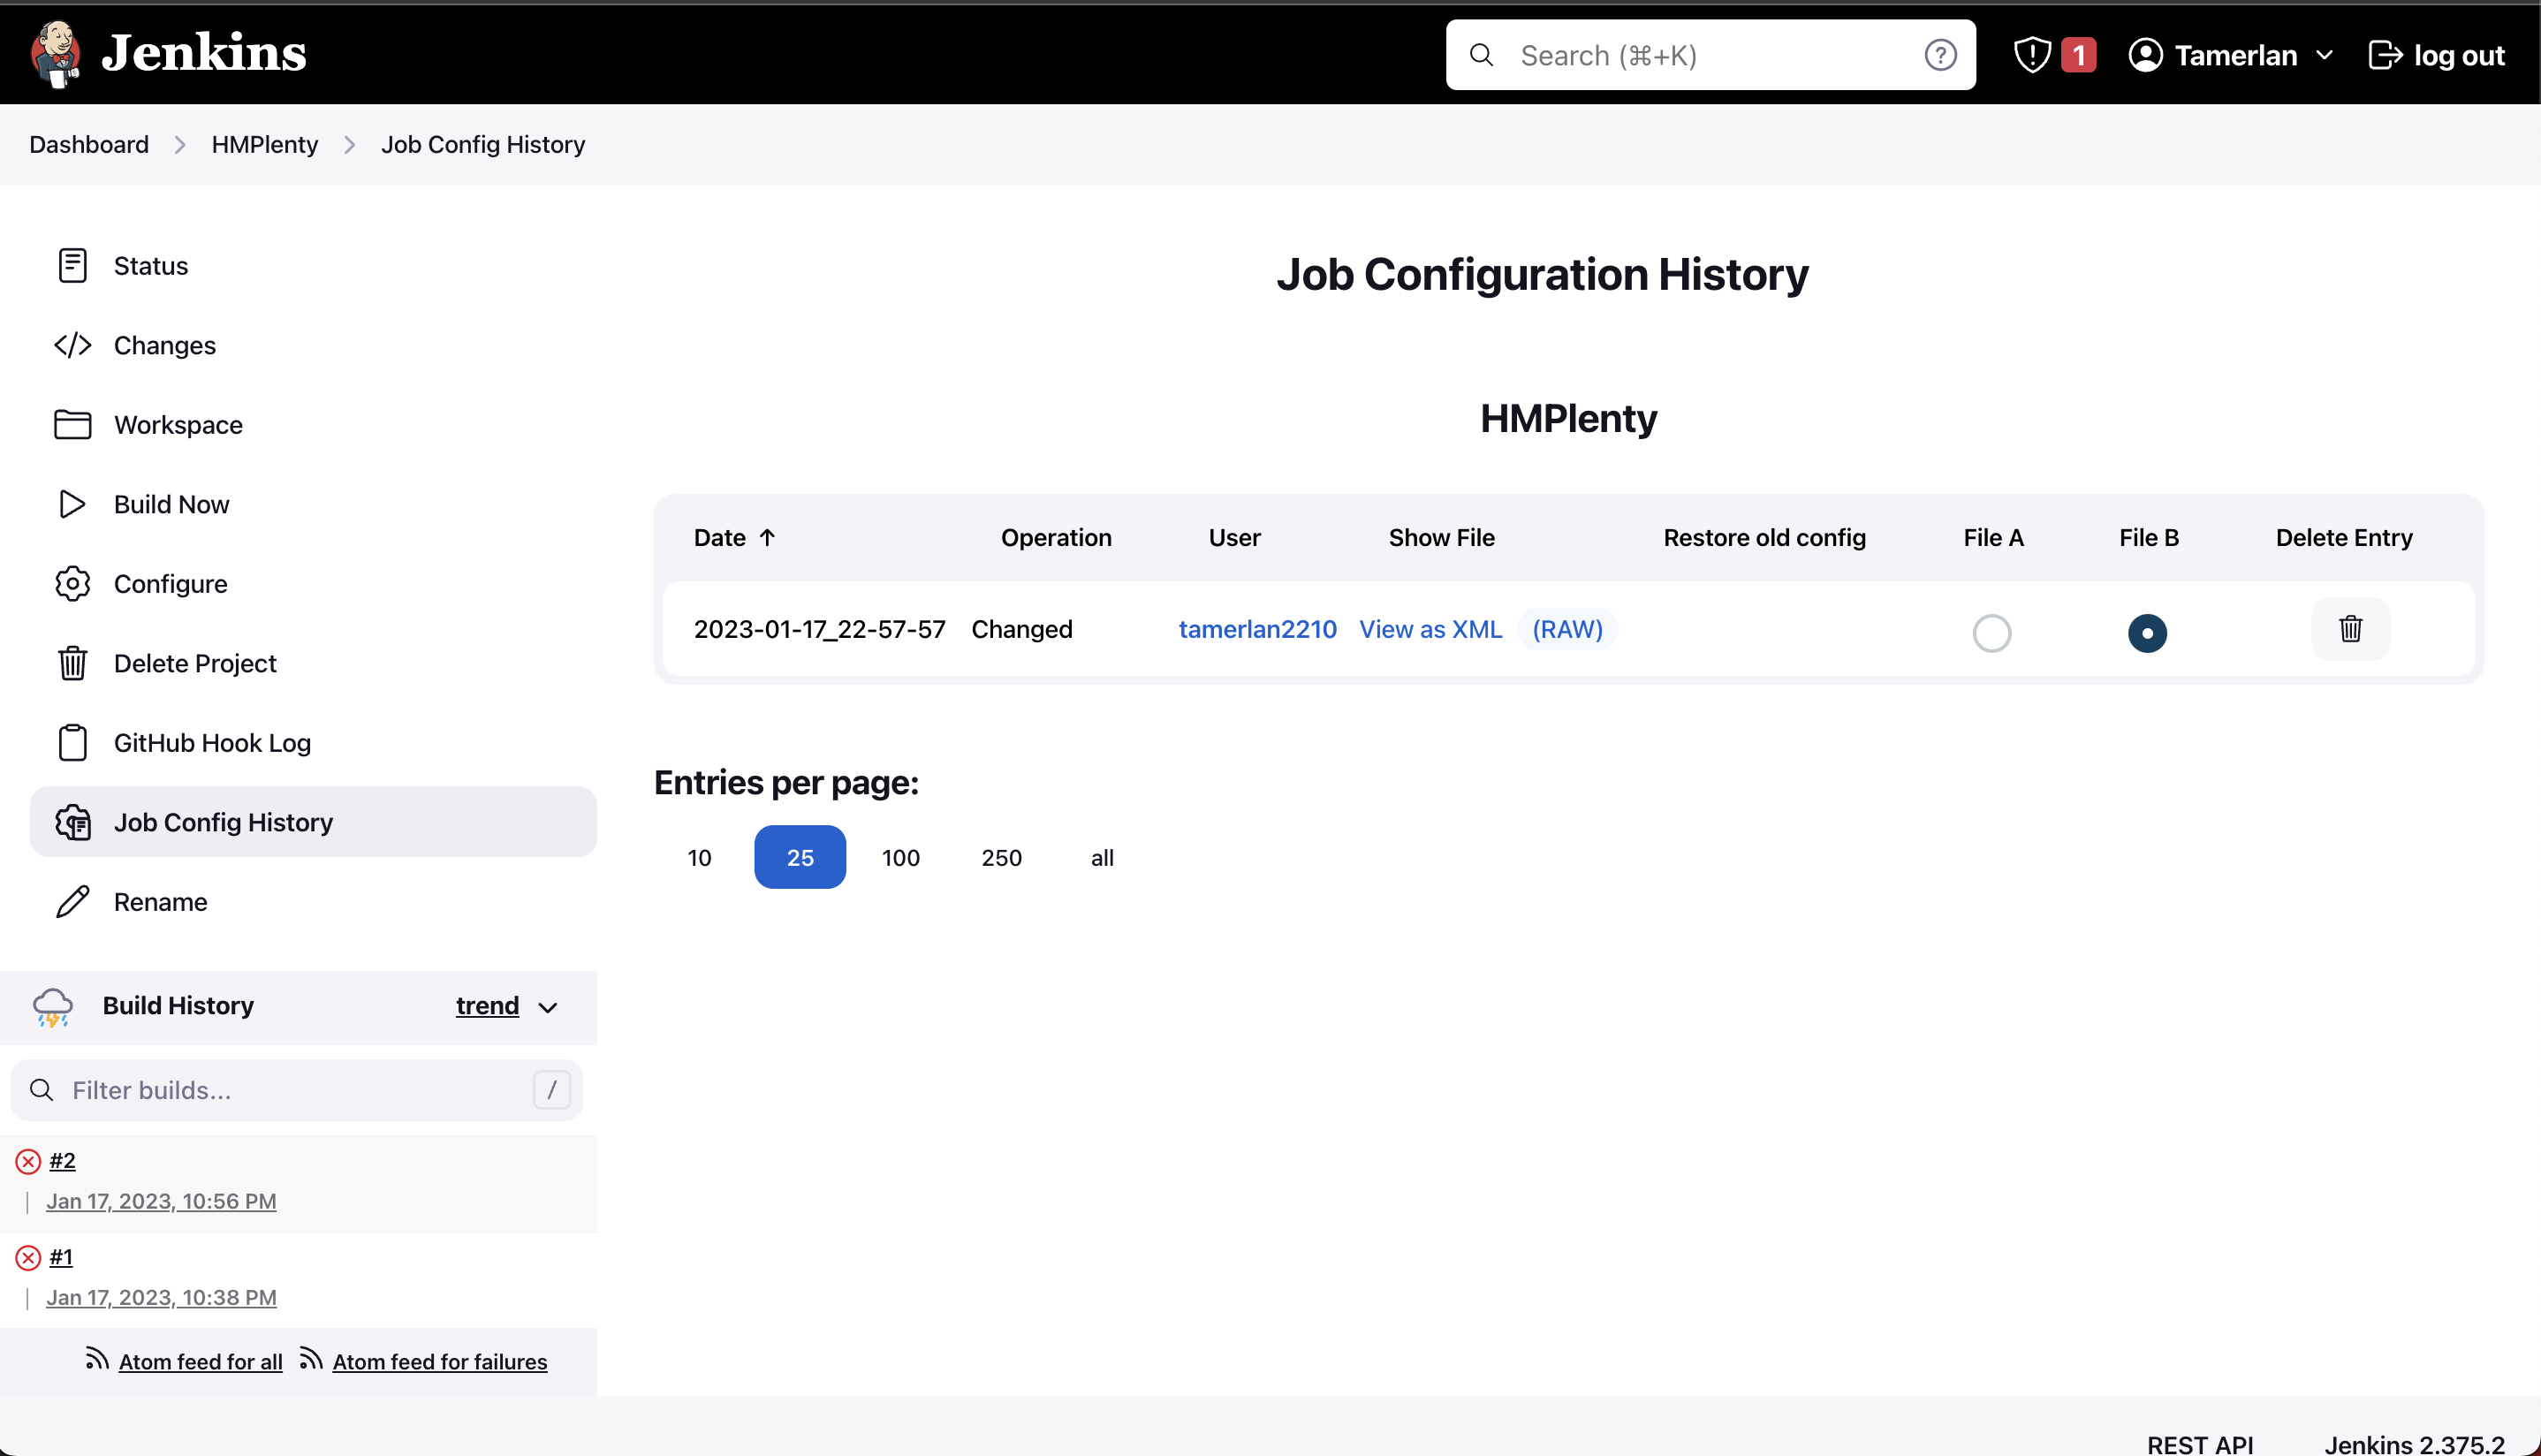 Jenkins
Search (⌘+K)
1
Tamerlan
log out
Dashboard
HMPlenty
Job Config History
Status
Changes
Workspace
Build Now
Configure
Delete Project
GitHub Hook Log
Job Config History
Rename
Build History
trend
Filter builds...
/
#2
Jan 17, 2023, 10:56 PM
#1
Jan 17, 2023, 10:38 PM
Atom feed for all
Atom feed for failures
Job Configuration History
HMPlenty
Date ↑ Operation User Show File Restore old config File A File B Delete Entry
2023-01-17_22-57-57 Changed tamerlan2210 View as XML (RAW)
Entries per page:
10 25 100 250 all
REST API
Jenkins 2.375.2